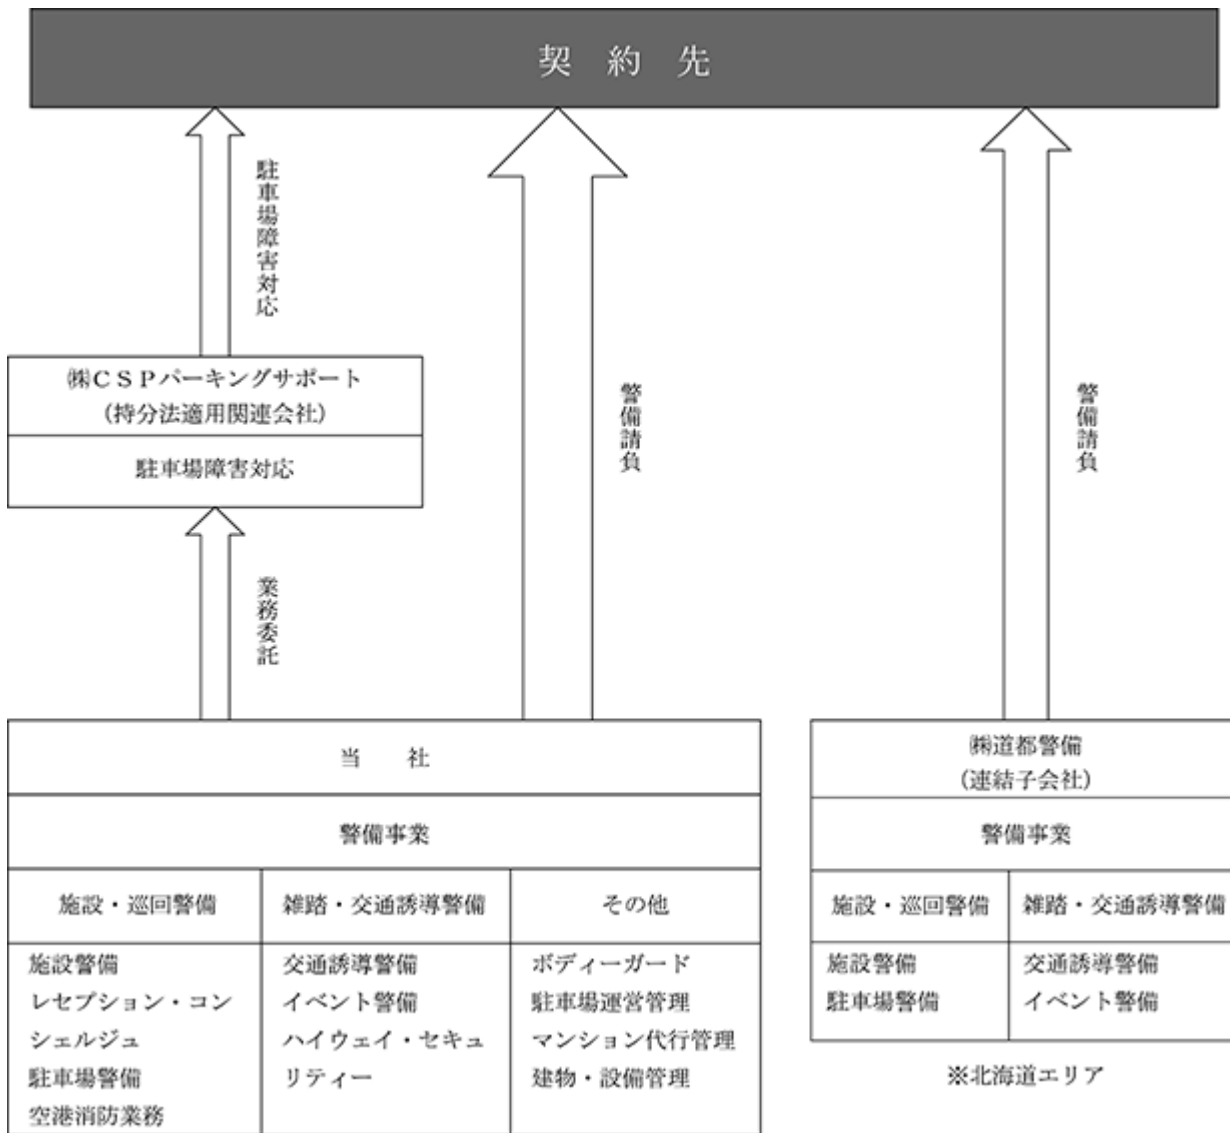 契 約 先
駐車場障害対応
㈱CSPパーキングサポート
(持分法適用関連会社)
駐車場障害対応
業務委託
警備請負
警備請負
当 社
警備事業
施設・巡回警備
雑踏・交通誘導警備
その他
施設警備
レセプション・コン
シェルジュ
駐車場警備
空港消防業務
交通誘導警備
イベント警備
ハイウェイ・セキュ
リティー
ボディーガード
駐車場運営管理
マンション代行管理
建物・設備管理
㈱道都警備
(連結子会社)
警備事業
施設・巡回警備
雑踏・交通誘導警備
施設警備
駐車場警備
交通誘導警備
イベント警備
※北海道エリア